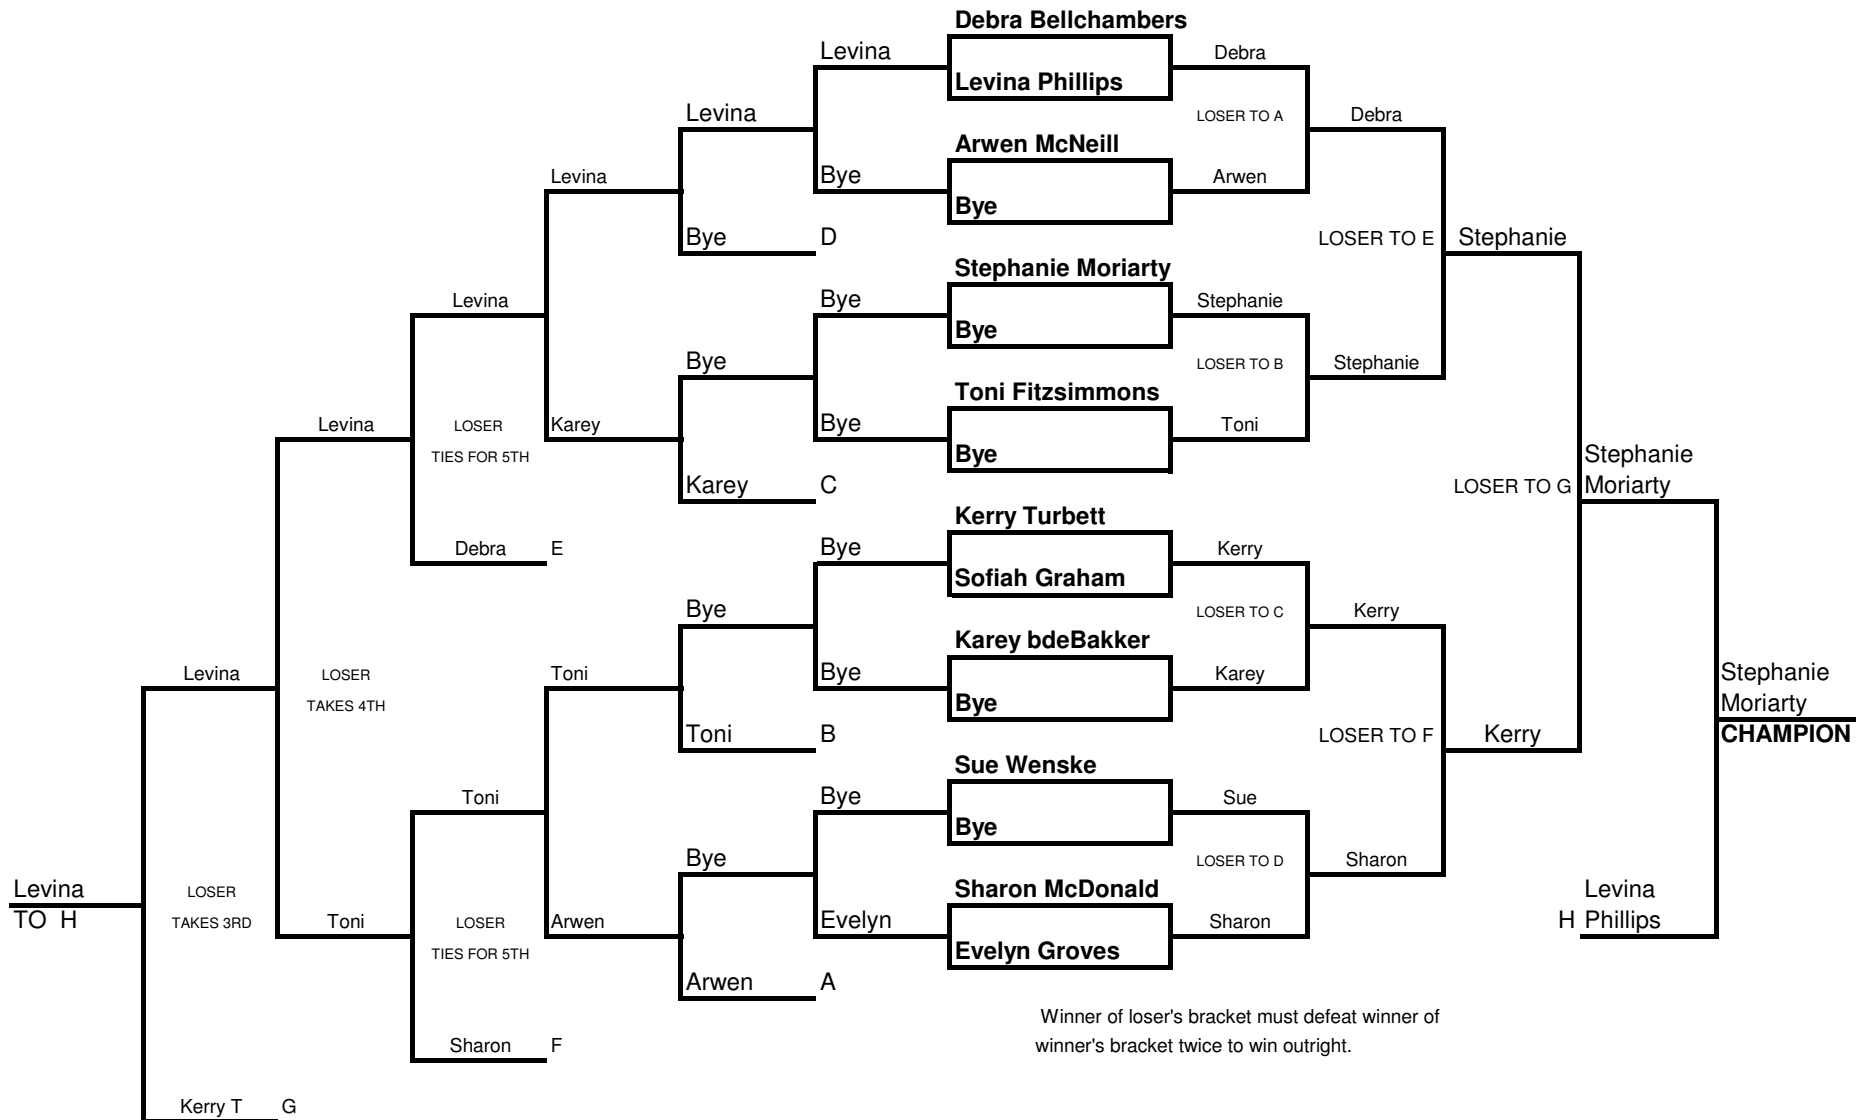 Debra Bellchambers
Levina Debra
Levina Phillips
Levina LOSER TO A Debra
Arwen McNeill
Levina Bye Arwen
Bye
Bye D LOSER TO E Stephanie
Stephanie Moriarty
Levina Bye Stephanie
Bye
Bye LOSER TO B Stephanie
Toni Fitzsimmons
Levina LOSER Karey Bye Toni
TIES FOR 5TH Bye Stephanie
Karey C LOSER TO G Moriarty
Kerry Turbett
Debra E Bye Kerry
Sofiah Graham
Bye LOSER TO C Kerry
Karey bdeBakker
Levina LOSER Toni Bye Karey Stephanie
TAKES 4TH Bye Moriarty
Toni B LOSER TO F Kerry CHAMPION
Sue Wenske
Toni Bye Sue
Bye
Bye LOSER TO D Sharon
Levina LOSER Sharon McDonald Levina
TO H TAKES 3RD Toni LOSER Arwen Evelyn Sharon H Phillips
TIES FOR 5TH Evelyn Groves
Arwen A
Winner of loser's bracket must defeat winner of
Sharon F winner's bracket twice to win outright.
Kerry T G